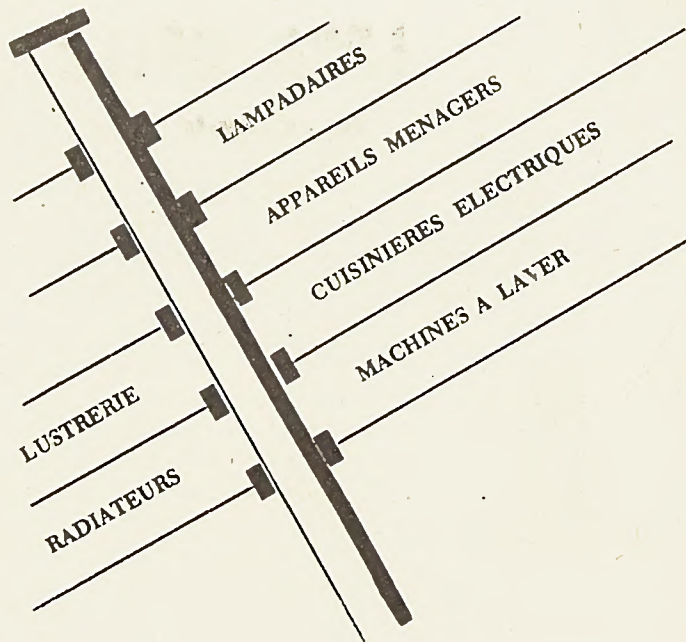 LAMPADAIRES
APPAREILS MENAGERS
CUISINIERES ELECTRIQUES
MACHINES A LAVER
LUSTRERIE
RADIATEURS